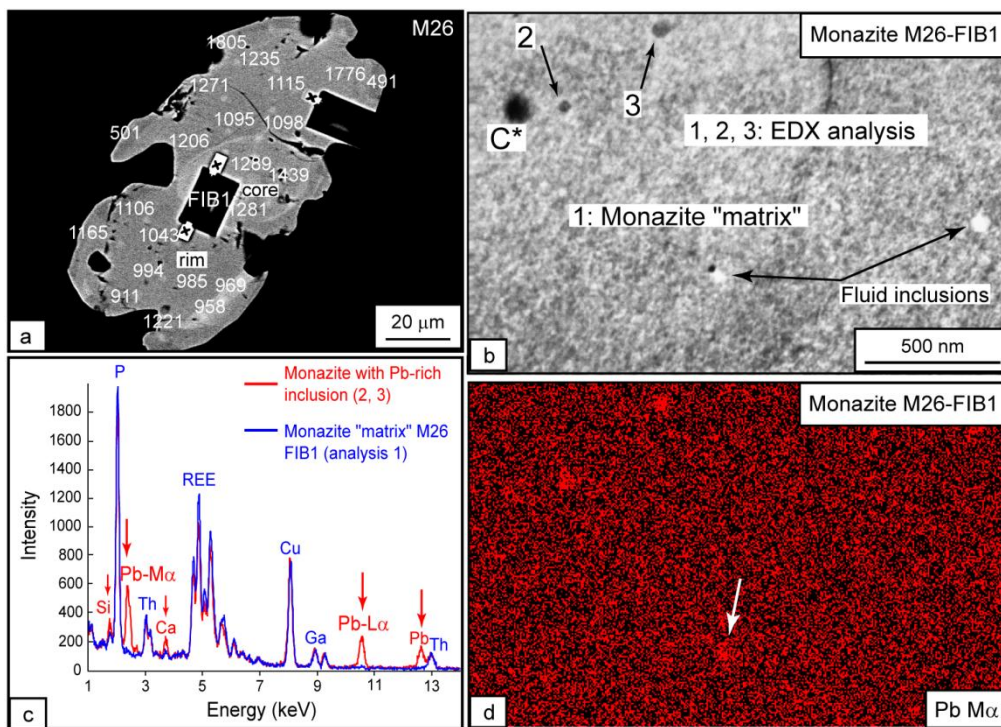 M26
1805
1235
1776
491
1115
1271
1095
1098
501
1206
1289
1439
FIB1
core
1281
1106
1165
1043
rim
994
985
969
911
958
1221
20 μm
a
Monazite M26-FIB1
2
3
C*
1, 2, 3: EDX analysis
1: Monazite "matrix"
Fluid inclusions
500 nm
b
P
Monazite with Pb-rich
inclusion (2, 3)
Monazite "matrix" M26
FIB1 (analysis 1)
1800
1600
1400
1200
1000
800
600
400
200
0
Intensity
REE
Cu
Pb-Mα
Si
Th
Ca
Pb-Lα
Ga
Pb
Th
1 3 5 7 9 11 13
Energy (keV)
c
Monazite M26-FIB1
d
Pb Mα